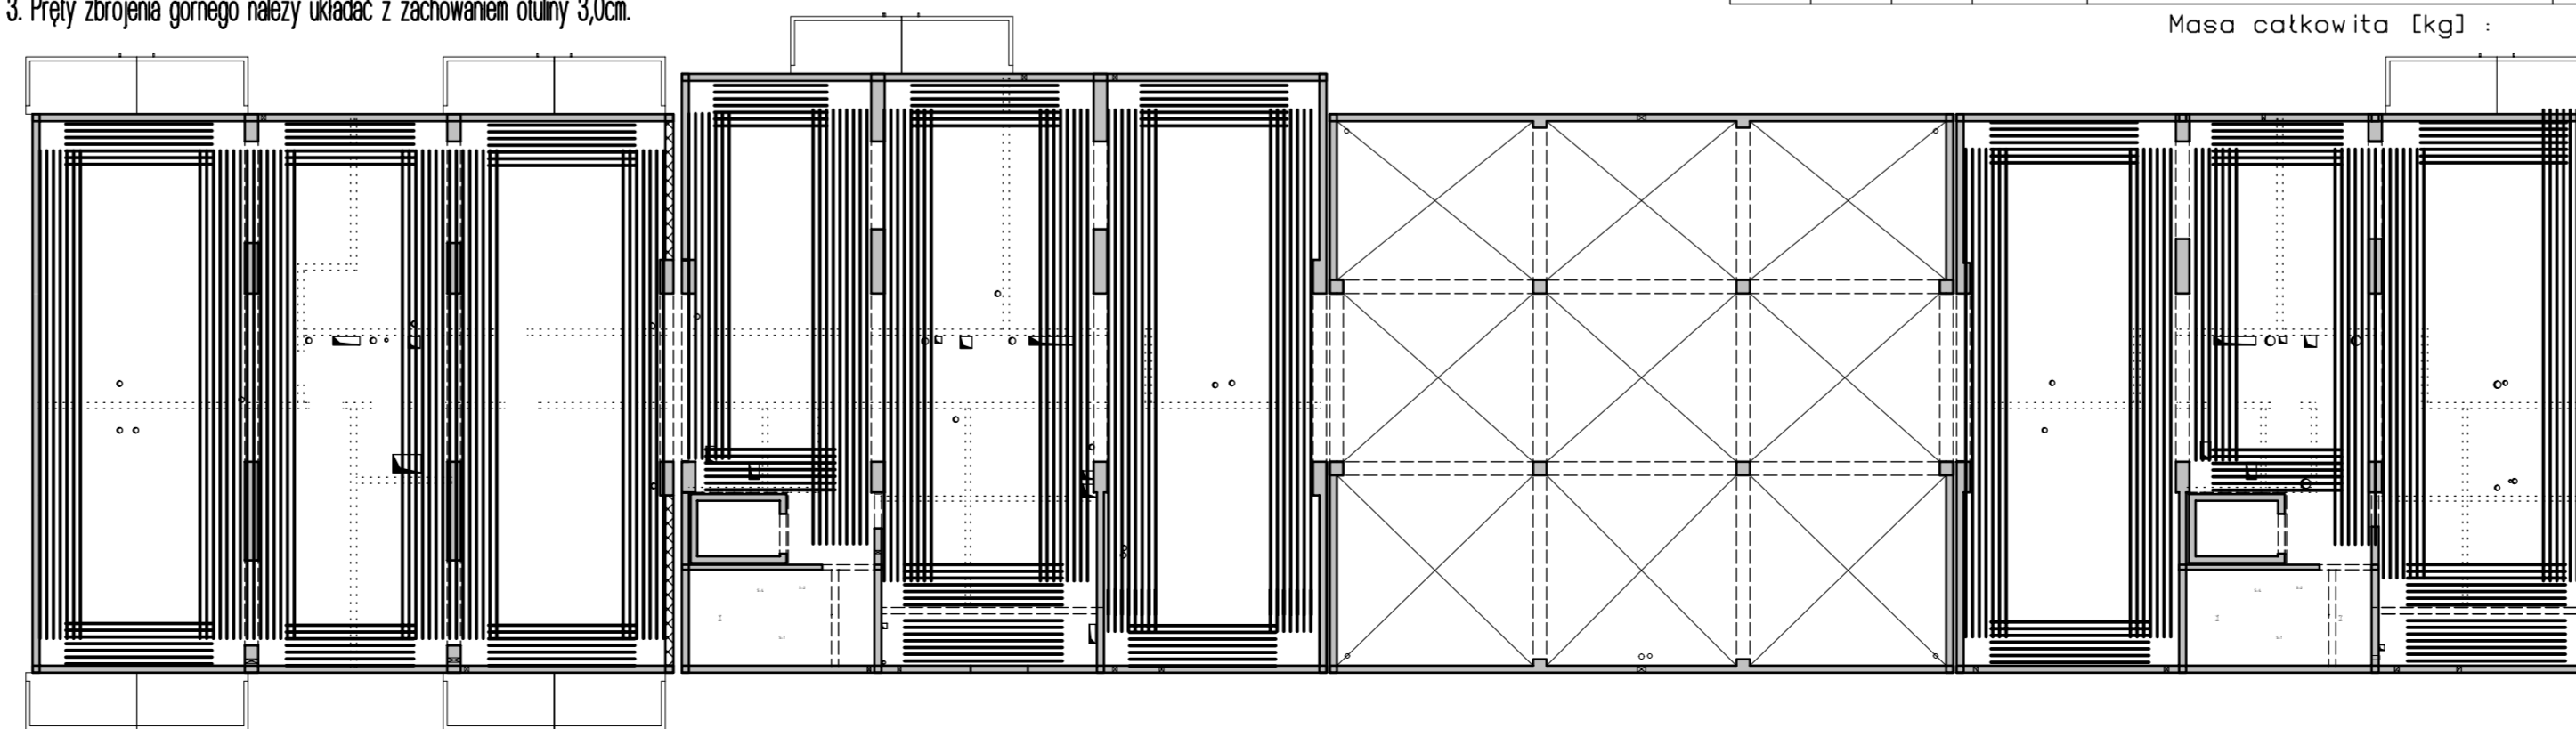 3. Pręty zbrojenia górnego należy układać z zachowaniem otuliny 3,0cm.
Masa całkowita [kg] :